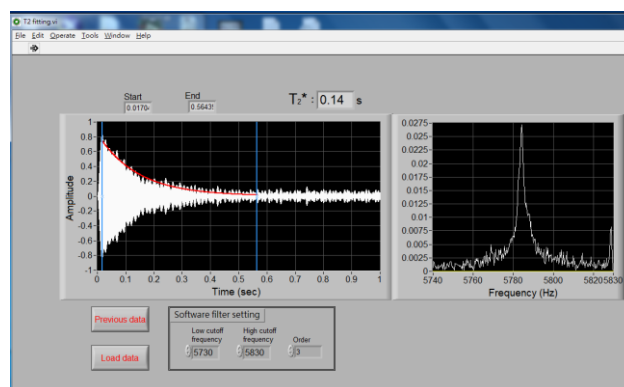 T2 fitting.vi
File Edit Operate Tools Window Help
Start
End
T2* : 0.14 s
0.0170
0.5643
1
0.8
0.6
0.4
0.2
0
-0.2
-0.4
-0.6
-0.8
-1
Amplitude
0 0.1 0.2 0.3 0.4 0.5 0.6 0.7 0.8 0.9 1
Time (sec)
0.0275
0.025
0.0225
0.02
0.0175
0.015
0.0125
0.01
0.0075
0.005
0.0025
0
5740 5760 5780 5800 5820 5830
Frequency (Hz)
Previous data
Load data
Software filter setting
Low cutoff frequency
High cutoff frequency
Order
5730
5830
3